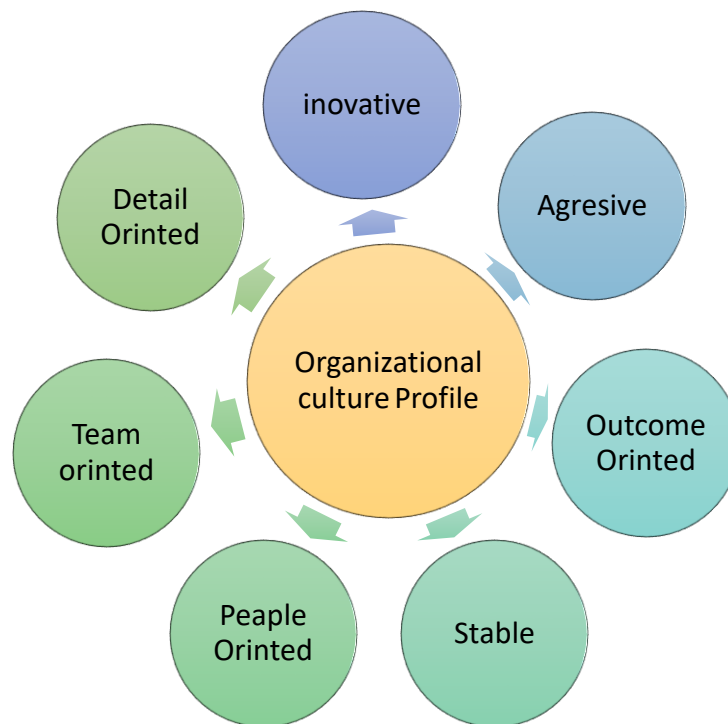 inovative
Agresive
Outcome
Orinted
Stable
Peaple
Orinted
Team
orinted
Detail
Orinted
Organizational
culture Profile